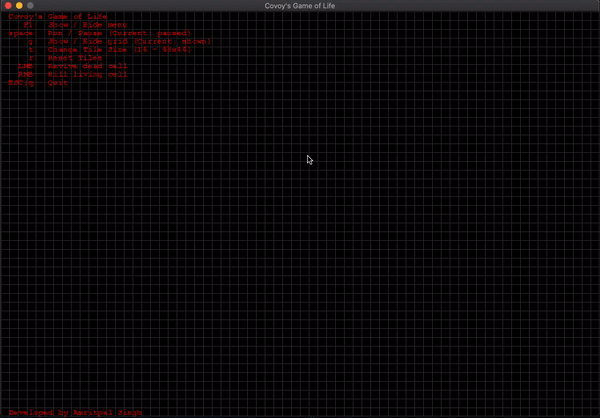 Covoy's Game of Life
Covoy's Game of Life
F1 Show / Hide menu
space Run / Pause (Current: paused)
g Show / Hide grid (Current: shown)
t Change Tile Size (14 -
r Reset Tiles
LMB Revive dead cell
RMB Kill living cell
ESC/q Quit
Developed by Amritpal Singh